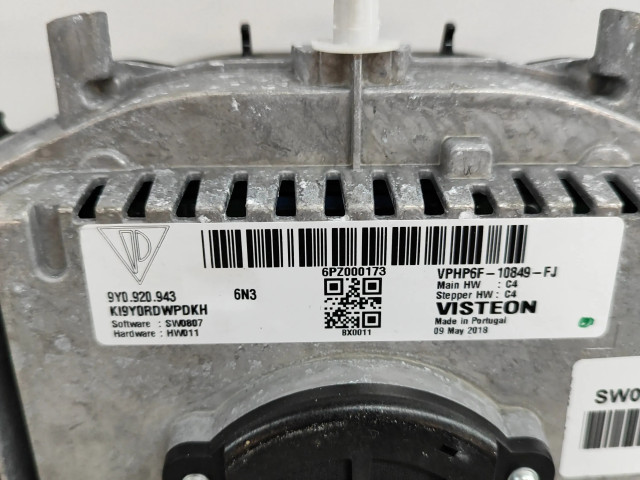 6PZ000173
9Y0.920.943 6N3
KI9Y0RDWPDKH
Software : SW0807
Hardware : HW011
BX0011
VPHP6F-10849-FJ
Main HW : C4
Stepper HW : C4
VISTEON
Made in Portugal
09 May 2018
SW0